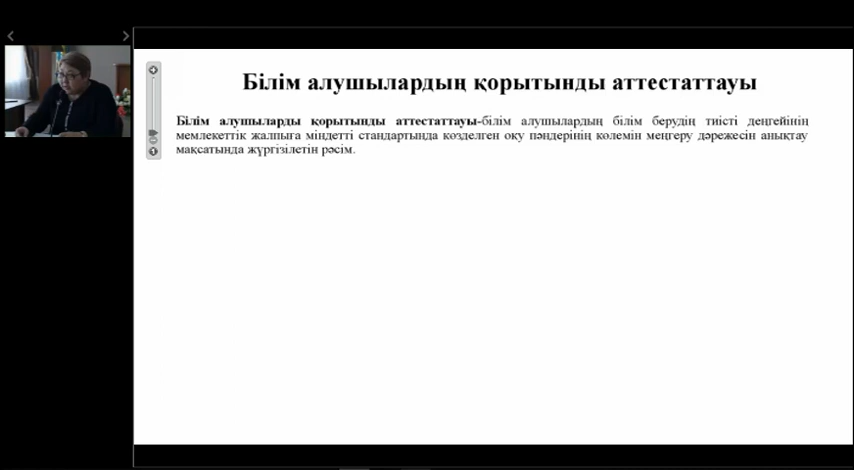 Білім алушылардың қорытынды аттестаттауы
Білім алушыларды қорытынды аттестаттауы-білім алушылардың білім берудің тиісті деңгейінің
мемлекеттік жалпыға міндетті стандартында көзделген оқу пәндерінің көлемін меңгеру дәрежесін анықтау
мақсатында жүргізілетін рәсім.